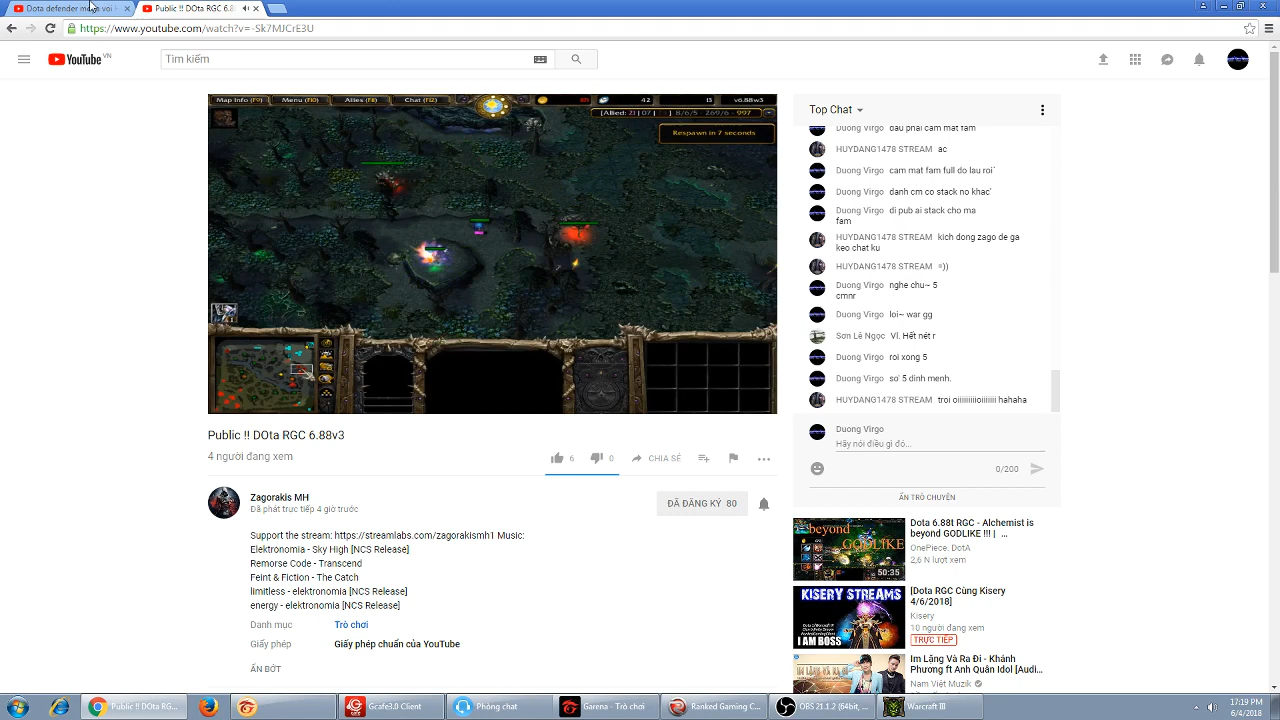 Dota defender m
Public !! DOta RGC 6.8
https://www.youtube.com/watch?v=-Sk7MJCrE3U
YouTube VN
Tìm kiếm
Map Info (F9) Menu (F10) Allies (F11) Chat (F12) 42 13 v6.88w3
Respawn in 7 seconds
Top Chat
Duong Virgo dau phai cam mat fam
HUYDANG1478 STREAM ac
Duong Virgo cam mat fam full do lau roi`
Duong Virgo danh cm co stack no khac'
Duong Virgo di pub ai stack cho ma
fam
HUYDANG1478 STREAM kich dong zago de ga
keo chat ku
HUYDANG1478 STREAM =))
Duong Virgo nghe chu~ 5
cmnr
Duong Virgo loi~ war gg
Sơn Lê Ngọc Vl. Hết nét r
Duong Virgo roi xong 5
Duong Virgo so' 5 dinh menh.
HUYDANG1478 STREAM troi oiiiiiiiiioiiiiiii hahaha
Duong Virgo
Hãy nói điều gì đó...
0/200
ẨN TRÒ CHUYỆN
Public !! DOta RGC 6.88v3
4 người đang xem
6 0 CHIA SẺ
Zagorakis MH
Đã phát trực tiếp 4 giờ trước
ĐÃ ĐĂNG KÝ 80
Support the stream: https://streamlabs.com/zagorakismh1 Music:
Elektronomia - Sky High [NCS Release]
Remorse Code - Transcend
Feint & Fiction - The Catch
limitless - elektronomia [NCS Release]
energy - elektronomia [NCS Release]
Danh mục Trò chơi
Giấy phép Giấy phép chuẩn của YouTube
ẨN BỚT
beyond
GODLIKE
50:35
Dota 6.88t RGC - Alchemist is
beyond GODLIKE !!! | ...
OnePiece. DotA
2,6 N lượt xem
KISERY STREAMS
I AM BOSS
[Dota RGC Cùng Kisery
4/6/2018]
Kisery
10 người đang xem
TRỰC TIẾP
Im Lặng Và Ra Đi - Khánh
Phương ft Anh Quân Idol [Audi...
Nam Việt Muzik
Public !! DOta RG...
Gcafe3.0 Client
Phòng chat
Garena - Trò chơi
Ranked Gaming C...
OBS 21.1.2 (64bit, ...
Warcraft III
17:19 PM
6/4/2018